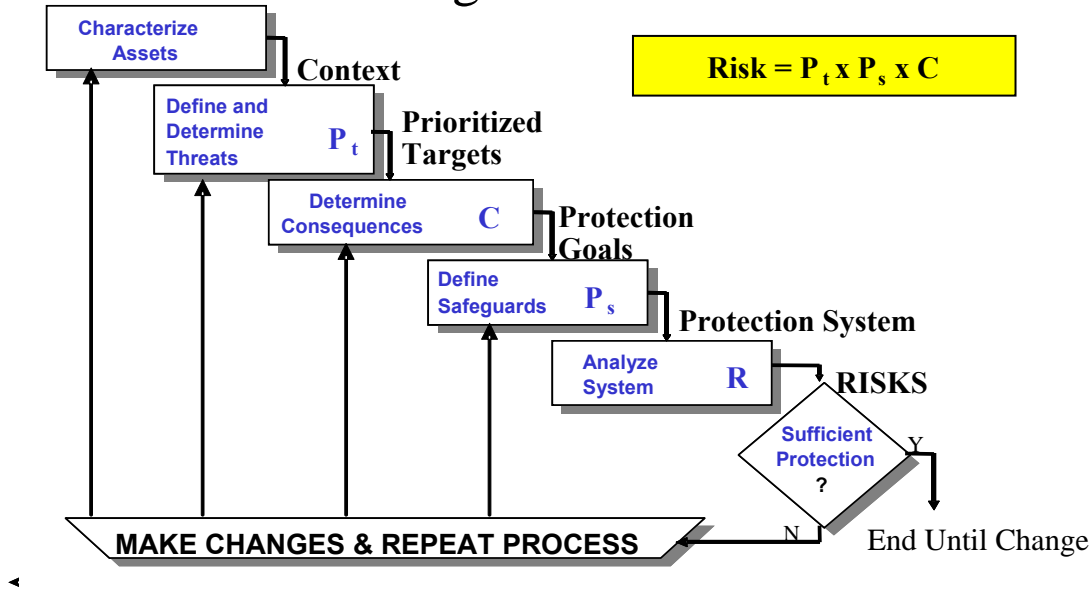 Characterize
Assets
Risk = Pt x Ps x C
Context
Define and
Determine
Threats
Pt
Prioritized
Targets
Determine
Consequences
C
Protection
Goals
Define
Safeguards
Ps
Protection System
Analyze
System
R
RISKS
Sufficient
Protection
?
Y
N
MAKE CHANGES & REPEAT PROCESS
End Until Change